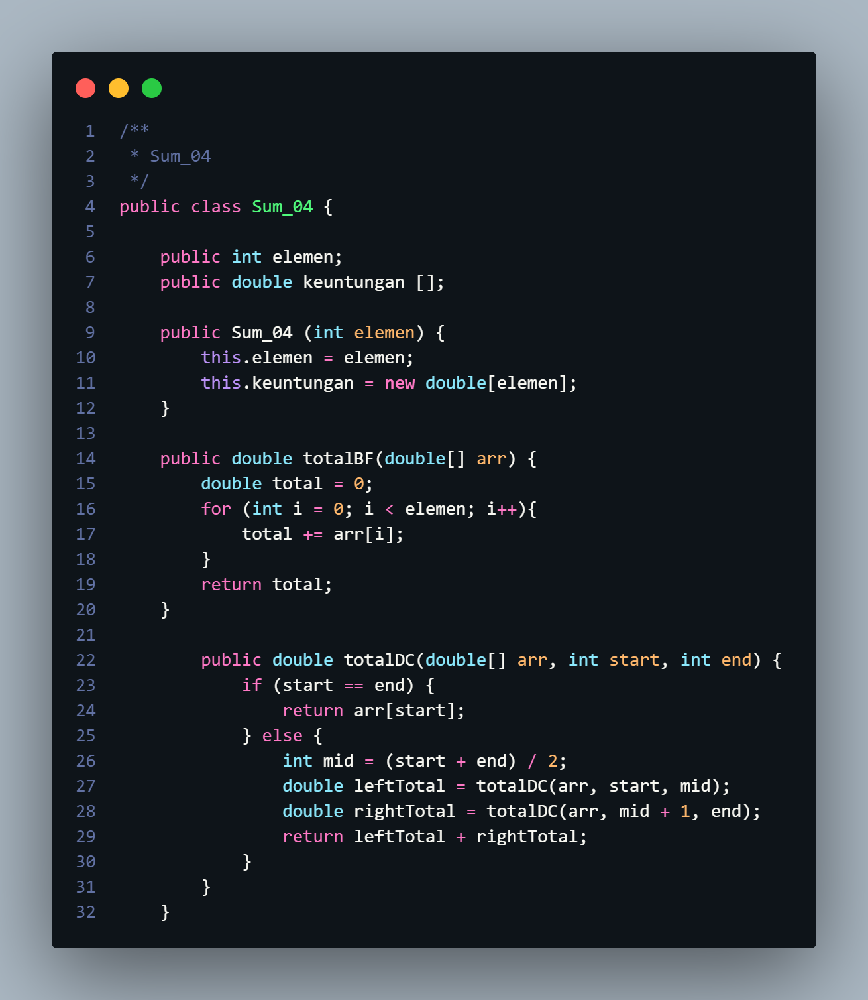 1 /**
2  * Sum_04
3  */
4 public class Sum_04 {
5
6     public int elemen;
7     public double keuntungan [];
8
9     public Sum_04 (int elemen) {
10         this.elemen = elemen;
11         this.keuntungan = new double[elemen];
12     }
13
14     public double totalBF(double[] arr) {
15         double total = 0;
16         for (int i = 0; i < elemen; i++){
17             total += arr[i];
18         }
19         return total;
20     }
21
22         public double totalDC(double[] arr, int start, int end) {
23             if (start == end) {
24                 return arr[start];
25             } else {
26                 int mid = (start + end) / 2;
27                 double leftTotal = totalDC(arr, start, mid);
28                 double rightTotal = totalDC(arr, mid + 1, end);
29                 return leftTotal + rightTotal;
30             }
31         }
32     }